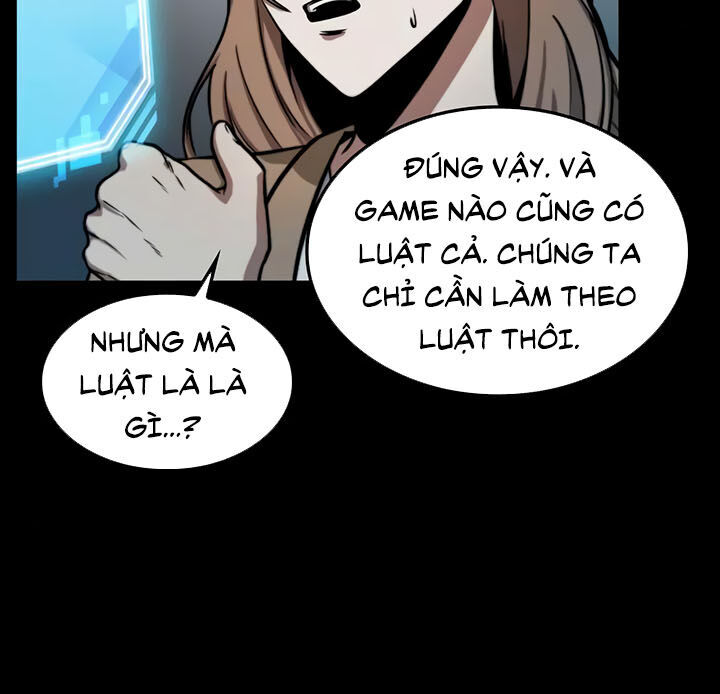 ĐÚNG VẬY. VÀ
GAME NÀO CŨNG CÓ
LUẬT CẢ. CHÚNG TA
CHỈ CẦN LÀM THEO
LUẬT THÔI.
NHƯNG MÀ
LUẬT LÀ LÀ
GÌ...?